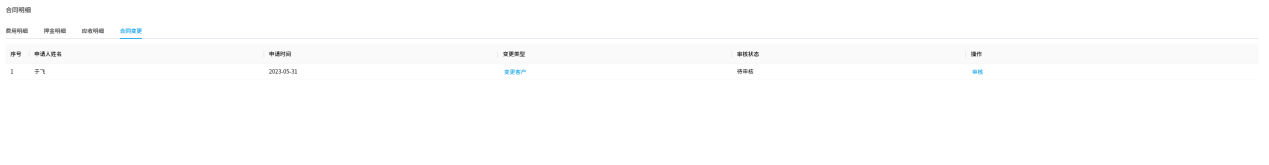 合同明细
费用明细 押金明细 应收明细 合同变更
序号 申请人姓名 申请时间 变更类型 审核状态 操作
1 于飞 2023-05-31 变更客户 待审核 审核